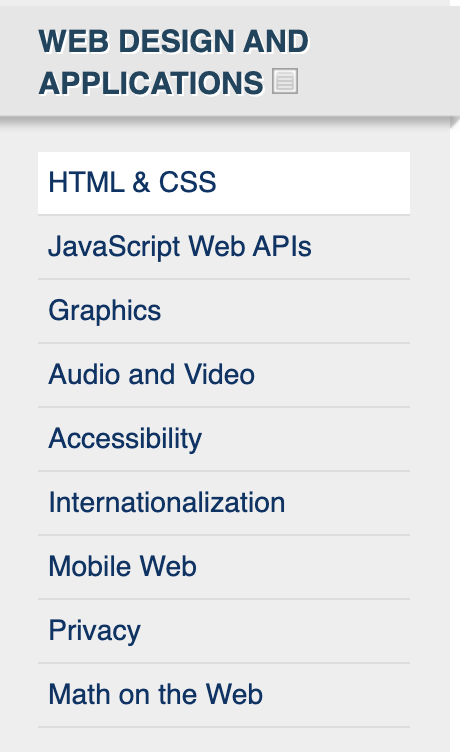 WEB DESIGN AND
APPLICATIONS
HTML & CSS
JavaScript Web APIs
Graphics
Audio and Video
Accessibility
Internationalization
Mobile Web
Privacy
Math on the Web